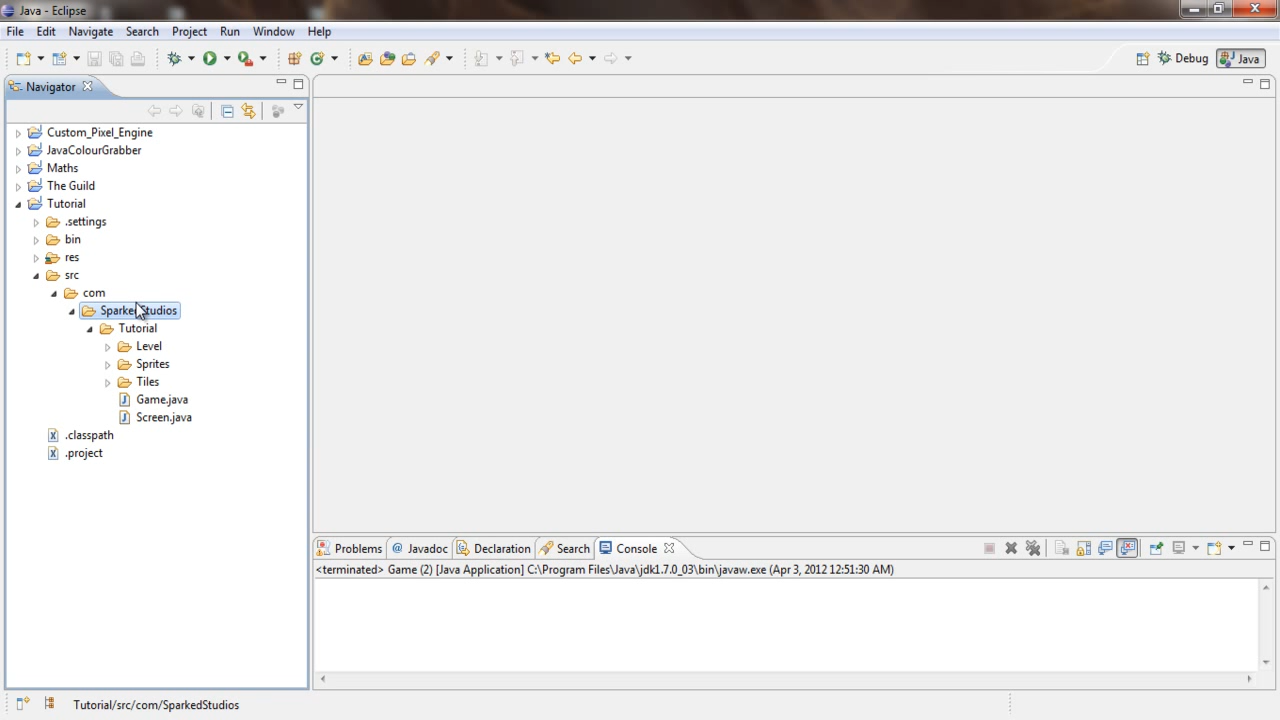 Java - Eclipse
File Edit Navigate Search Project Run Window Help
Debug Java
Navigator
Custom_Pixel_Engine
JavaColourGrabber
Maths
The Guild
Tutorial
.settings
bin
res
src
com
SparkedStudios
Tutorial
Level
Sprites
Tiles
Game.java
Screen.java
.classpath
.project
Problems @ Javadoc Declaration Search Console
<terminated> Game (2) [Java Application] C:\Program Files\Java\jdk1.7.0_03\bin\javaw.exe (Apr 3, 2012 12:51:30 AM)
Tutorial/src/com/SparkedStudios